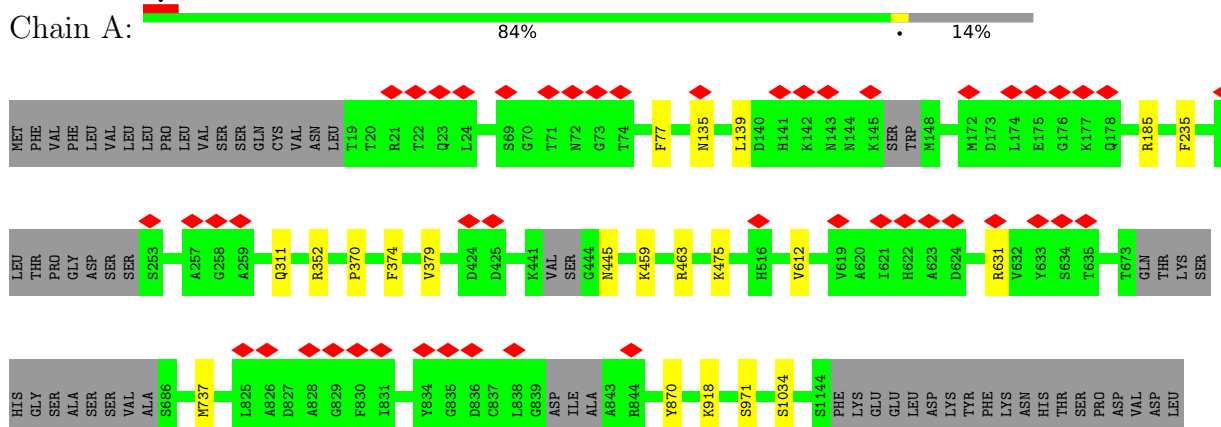 Chain A:
84% • 14%
MET PHE VAL PHE LEU VAL LEU LEU PRO LEU VAL SER SER GLN CYS VAL ASN LEU T19 T20 R21 T22 Q23 L24 S69 G70 T71 N72 G73 T74 F77 N135 L139 D140 H141 K142 N143 N144 K145 SER TRP M148 M172 D173 L174 E175 G176 K177 Q178 R185 F235
LEU THR PRO GLY ASP SER SER S253 A257 G258 A259 Q311 R352 P370 F374 V379 D424 D425 K441 VAL SER G444 N445 K459 R463 K475 H516 V612 V619 A620 I621 H622 A623 D624 R631 V632 Y633 S634 T635 T673 GLN THR LYS SER
HIS GLY SER ALA SER SER VAL ALA S686 M737 L825 A826 D827 A828 G829 F830 I831 Y834 G835 D836 C837 L838 G839 ASP ILE ALA A843 R844 Y870 K918 S971 S1034 S1144 PHE LYS GLU GLU LEU ASP LYS TYR PHE LYS ASN HIS THR SER PRO ASP VAL ASP LEU